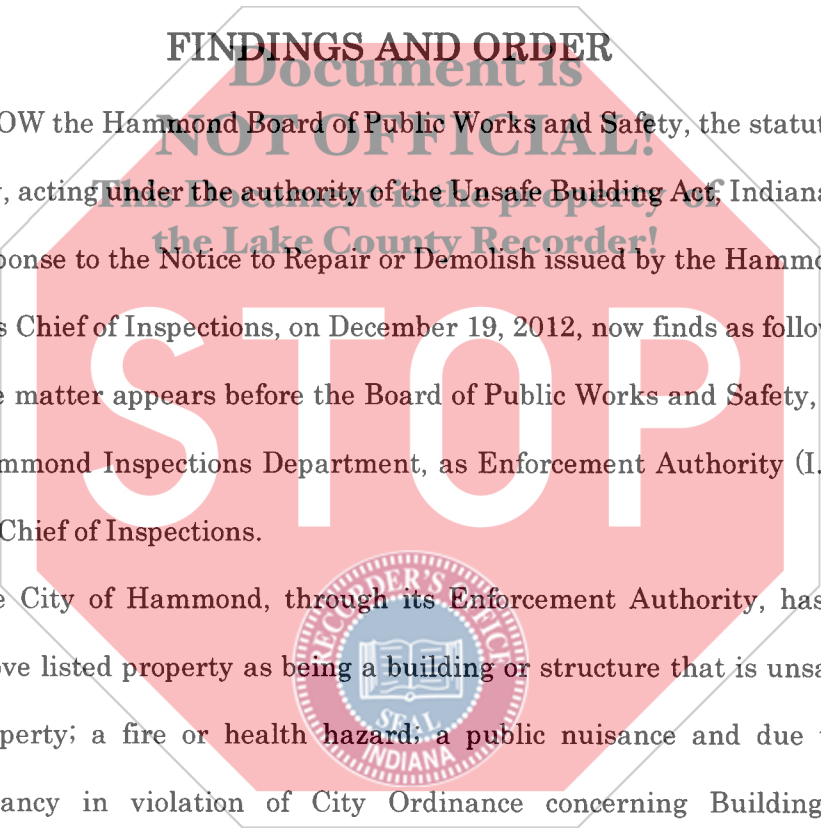 FINDINGS AND ORDER
Document is
OW the Hammond Board of Public Works and Safety, the statut
NOT OFFICIAL!
, acting under the authority of the Unsafe Building Act, Indiana
This Document is the property of
the Lake County Recorder!
ponse to the Notice to Repair or Demolish issued by the Hammo
s Chief of Inspections, on December 19, 2012, now finds as follow
e matter appears before the Board of Public Works and Safety,
STOP
mmond Inspections Department, as Enforcement Authority (I.
Chief of Inspections.
e City of Hammond, through its Enforcement Authority, has
ove listed property as being a building or structure that is unsa
perty; a fire or health hazard; a public nuisance and due
ancy in violation of City Ordinance concerning Building
RECORDER'S OFFICE
SEAL
INDIANA